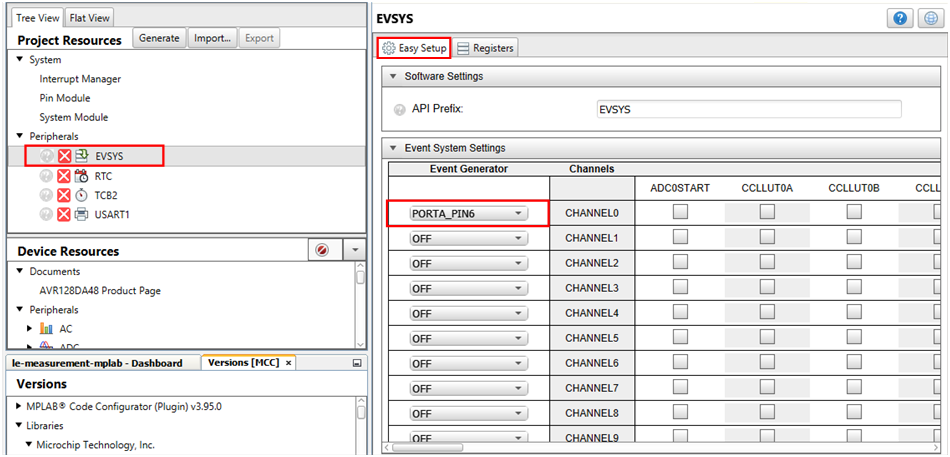 Tree View Flat View
Project Resources Generate Import... Export
System
Interrupt Manager
Pin Module
System Module
Peripherals
EVSYS
RTC
TCB2
USART1
Device Resources
Documents
AVR128DA48 Product Page
Peripherals
AC
ADC
le-measurement-mplab - Dashboard Versions [MCC] ×
Versions
MPLAB® Code Configurator (Plugin) v3.95.0
Libraries
Microchip Technology, Inc.
EVSYS
Easy Setup Registers
Software Settings
API Prefix: EVSYS
Event System Settings
Event Generator Channels
ADC0START CCLLUT0A CCLLUT0B CCLL
PORTA_PIN6 CHANNEL0
OFF CHANNEL1
OFF CHANNEL2
OFF CHANNEL3
OFF CHANNEL4
OFF CHANNEL5
OFF CHANNEL6
OFF CHANNEL7
OFF CHANNEL8
OFF CHANNEL9